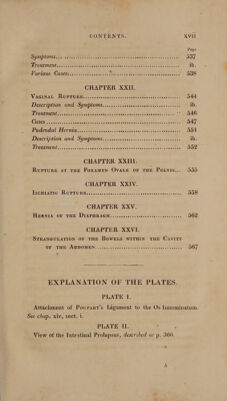 CONTENTS. xvii
Page
Symptoms... 537
Treatment... ib.
Various Cases... 538
CHAPTER XXII.
Vaginal Rupture... 544
Description and Symptoms... ib.
Treatment... 546
Cases... 547
Pudendal Hernia... 551
Description and Symptoms... ib.
Treatment... 552
CHAPTER XXIII.
Rupture at the Foramen Ovale of the Pelvis... 555
CHAPTER XXIV.
Ischiatic Rupture... 558
CHAPTER XXV.
Hernia of the Diaphragm... 562
CHAPTER XXVI.
Strangulation of the Bowels within the Cavity
of the Abdomen... 567
EXPLANATION OF THE PLATES.
PLATE I.
Attachment of Poupart's Ligament to the Os Innominatum.
See chap. xiv, sect. i.
PLATE II.
View of the Intestinal Prolapsus, described at p. 360.